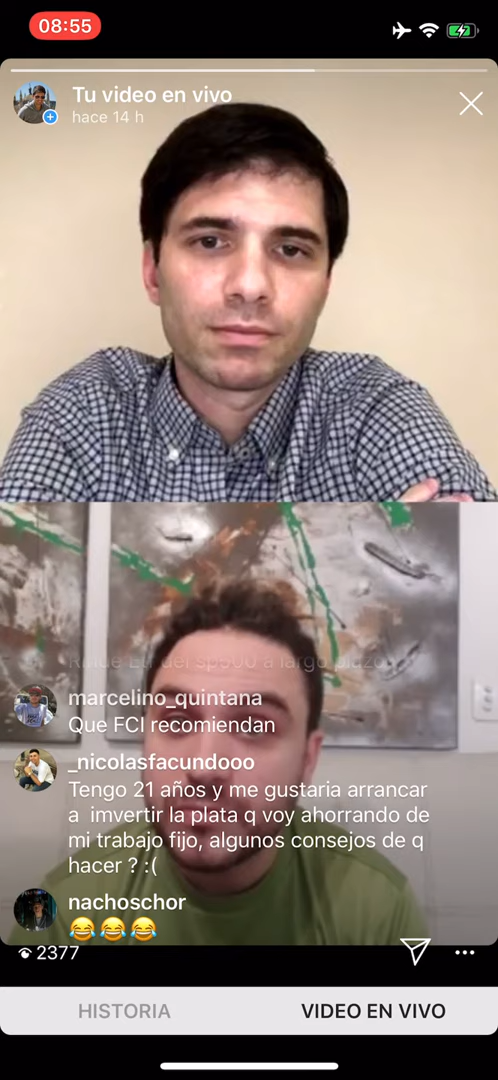 08:55
Tu video en vivo
hace 14 h
marcelino_quintana
Que FCI recomiendan
_nicolasfacundooo
Tengo 21 años y me gustaria arrancar
a imvertir la plata q voy ahorrando de
mi trabajo fijo, algunos consejos de q
hacer ? :(
nachoschor
😂😂😂
2377
HISTORIA
VIDEO EN VIVO